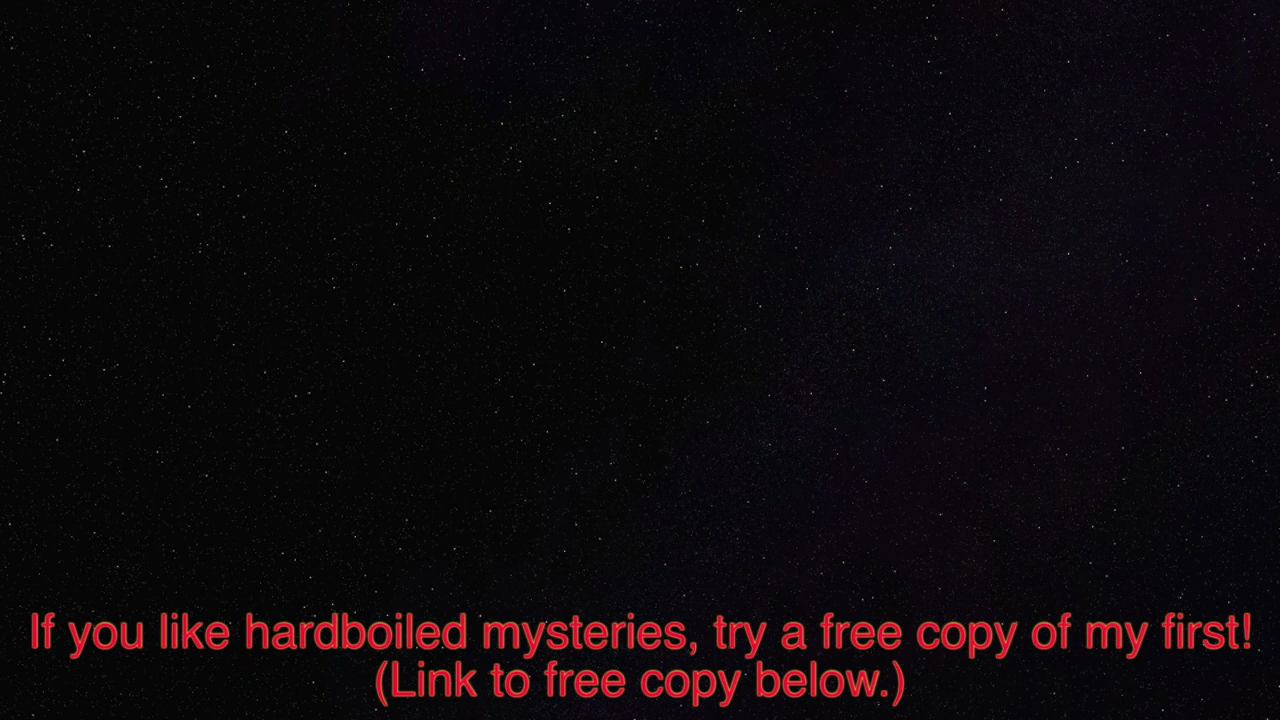 If you like hardboiled mysteries, try a free copy of my first!
(Link to free copy below.)